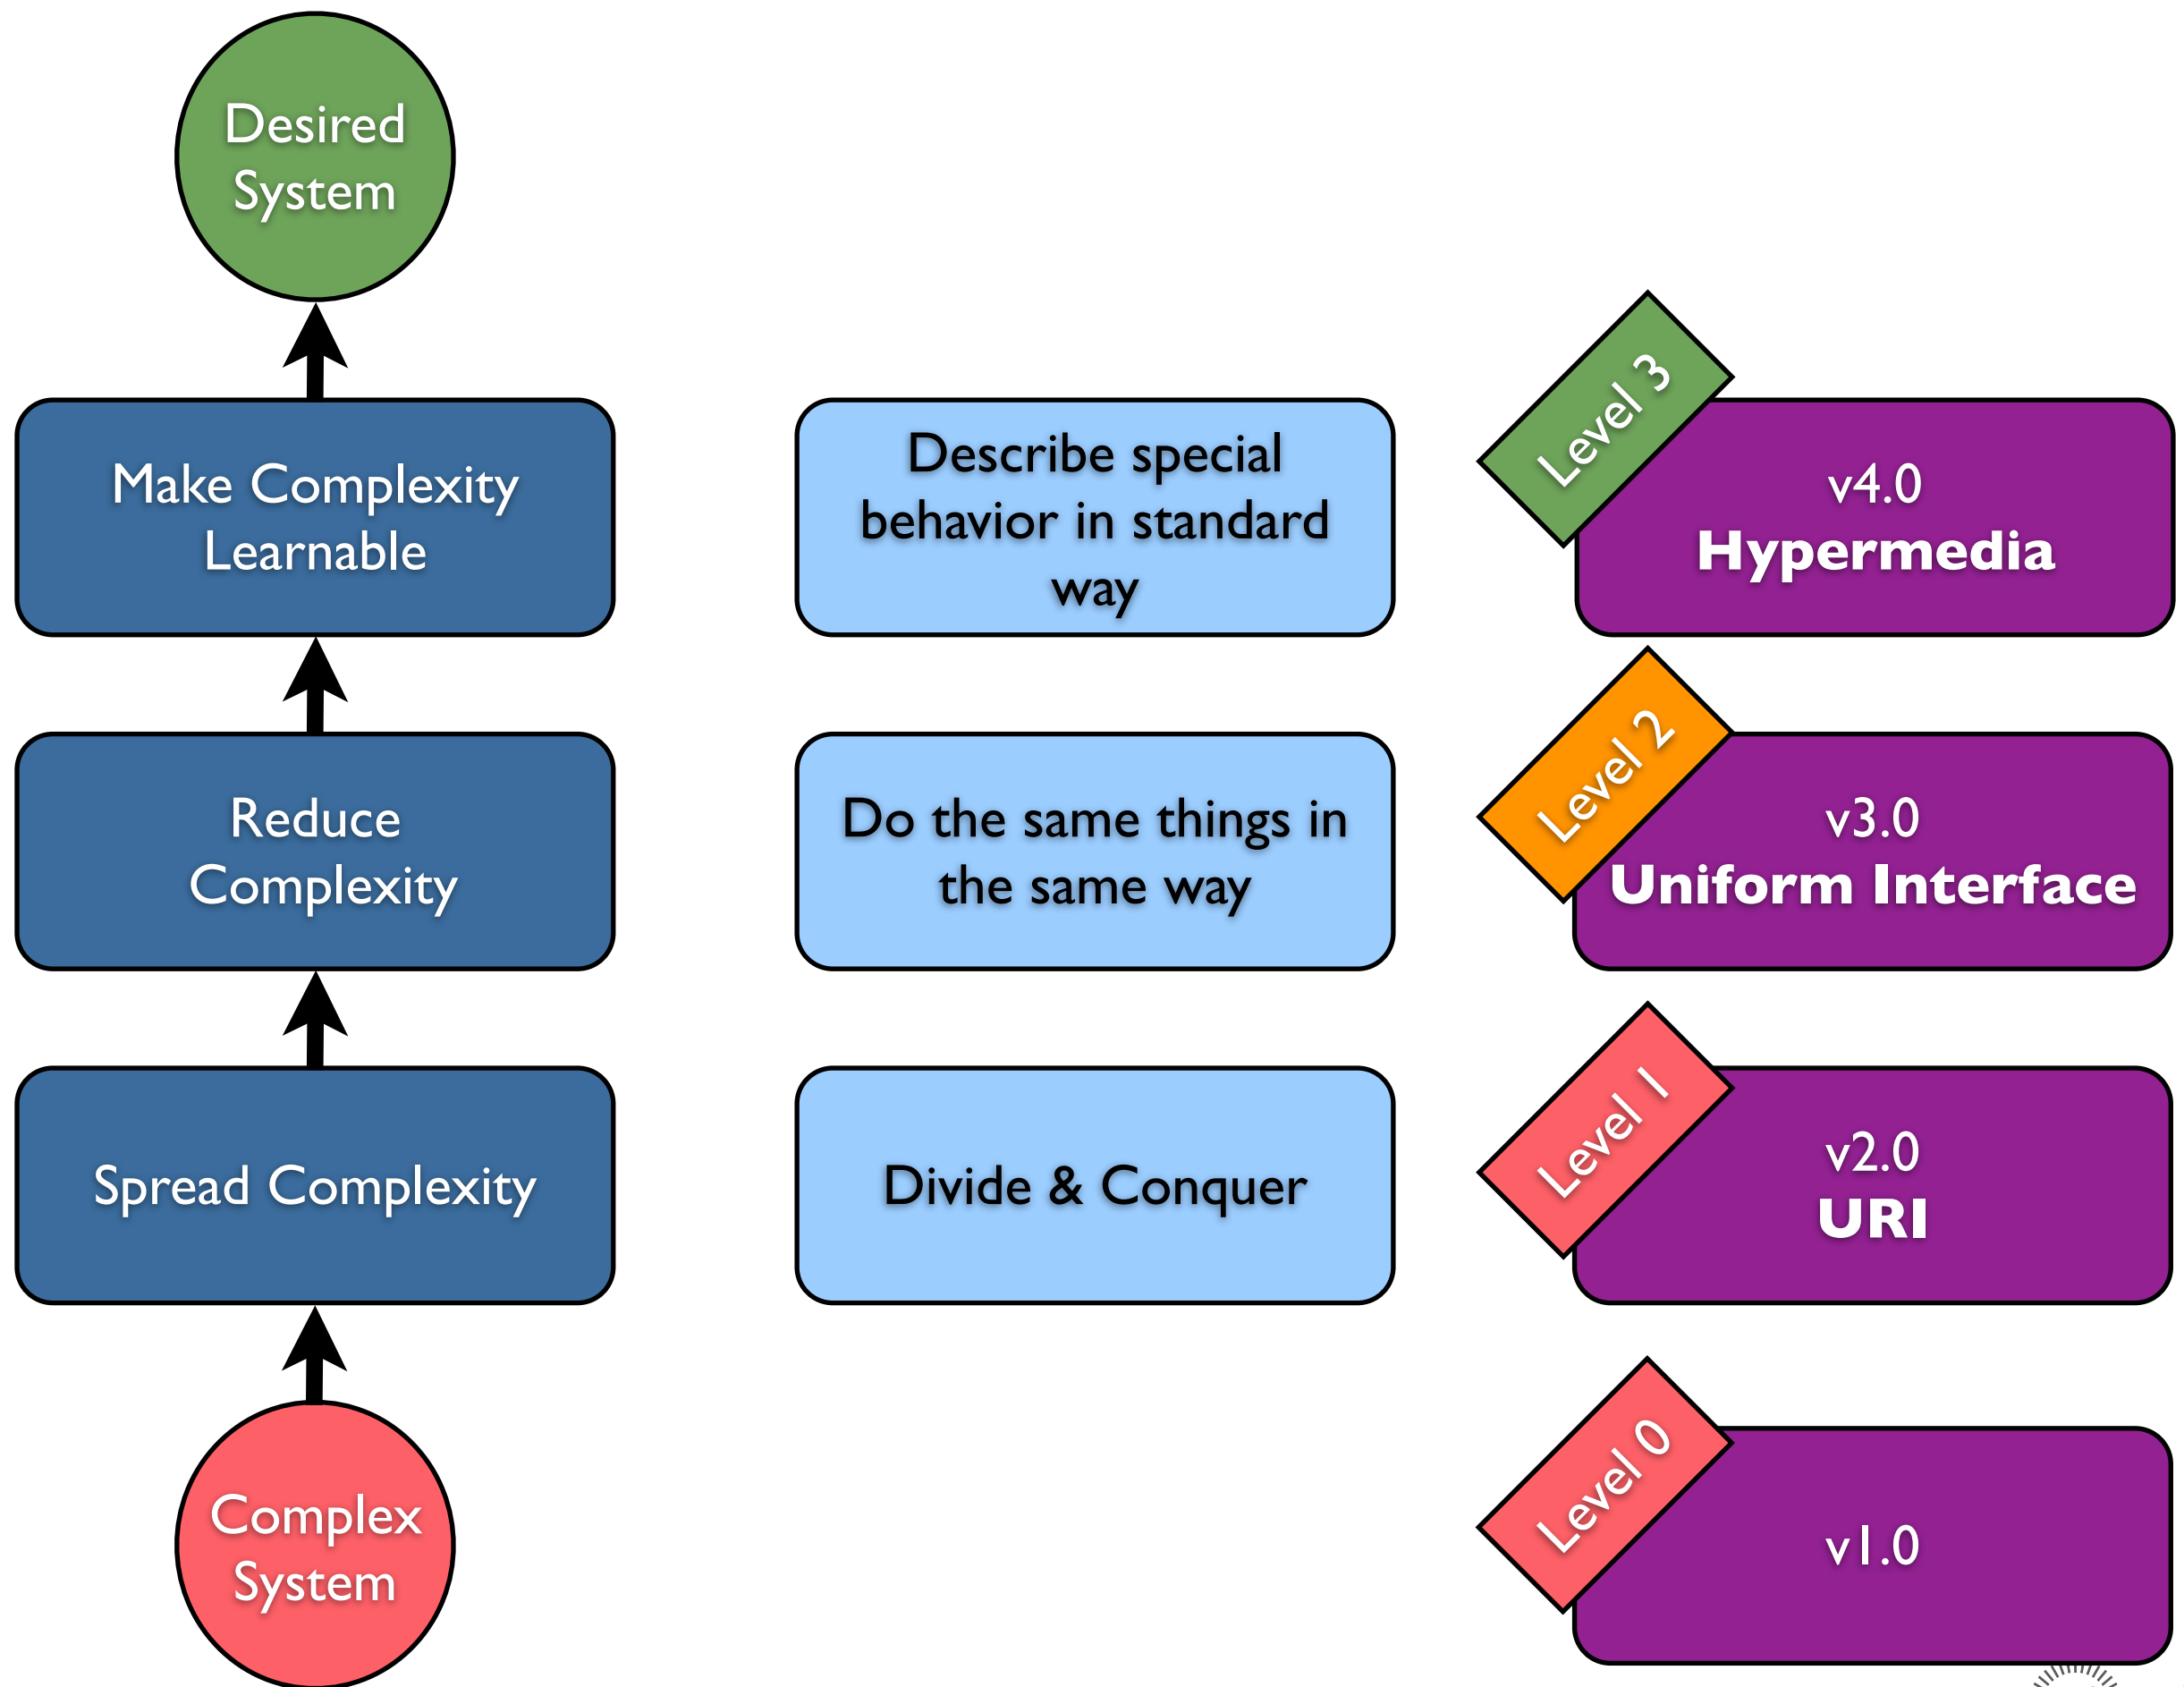 Desired
System
Level 3
Make Complexity
Learnable
Describe special
behavior in standard
way
v4.0
Hypermedia
Level 2
Reduce
Complexity
Do the same things in
the same way
v3.0
Uniform Interface
Level 1
Spread Complexity
Divide & Conquer
v2.0
URI
Level 0
Complex
System
v1.0